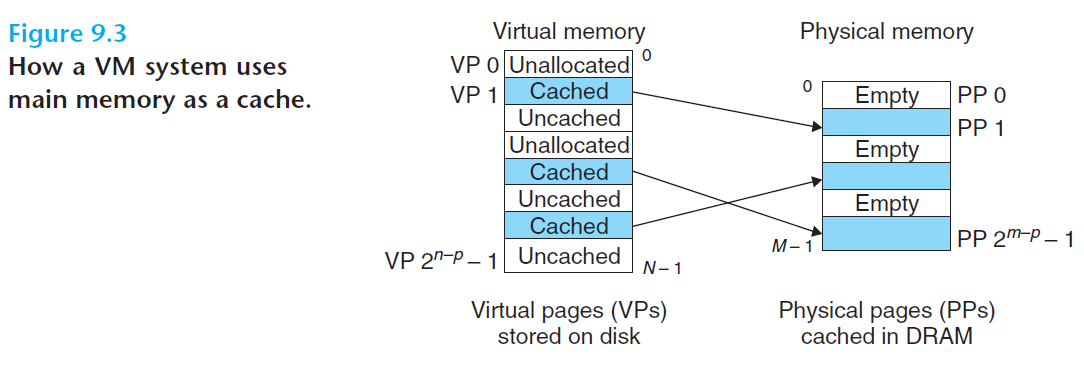 Figure 9.3
How a VM system uses
main memory as a cache.
Virtual memory
VP 0 Unallocated 0
VP 1 Cached
Uncached
Unallocated
Cached
Uncached
Cached
VP 2ⁿ⁻ᵖ – 1 Uncached N – 1
Virtual pages (VPs)
stored on disk
Physical memory
0 Empty PP 0
PP 1
Empty
Empty
M – 1 PP 2ᵐ⁻ᵖ – 1
Physical pages (PPs)
cached in DRAM